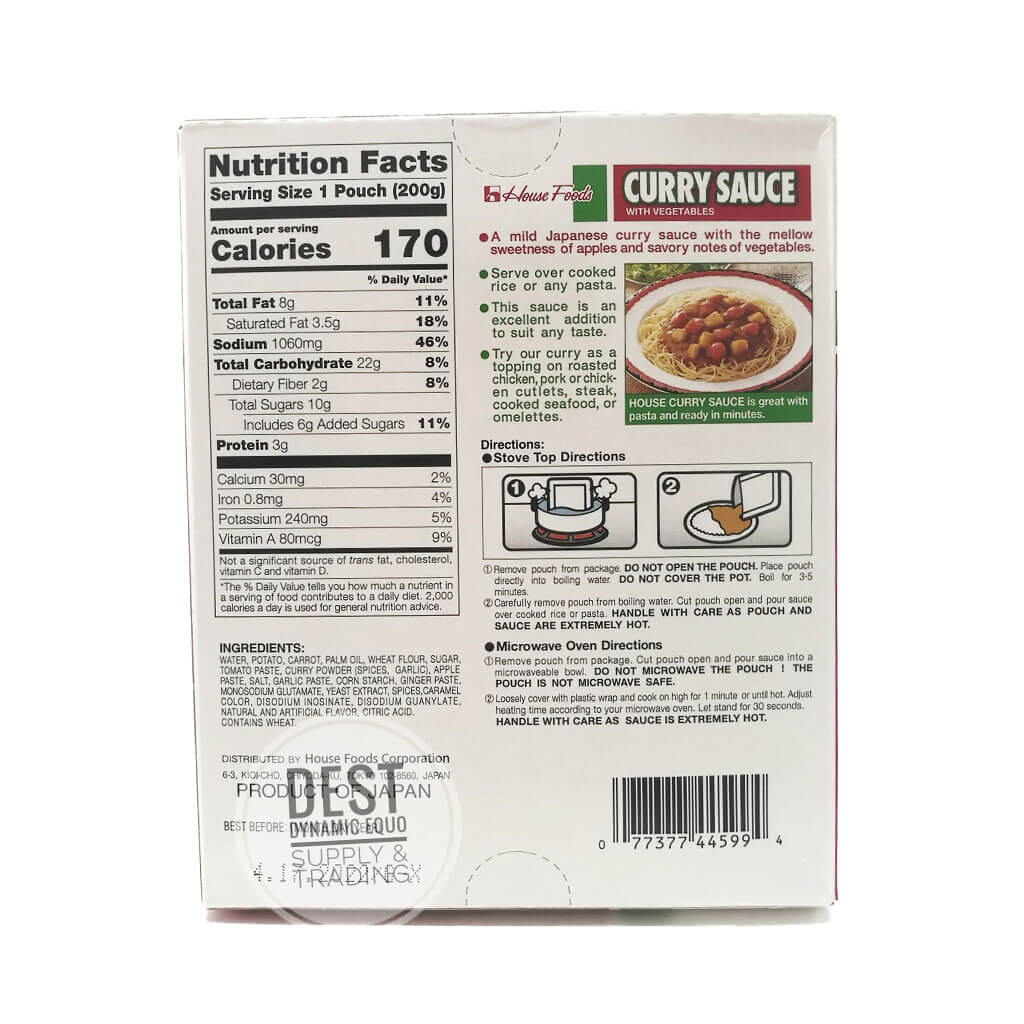 Nutrition Facts
Serving Size 1 Pouch (200g)
Amount per serving
Calories 170
% Daily Value*
Total Fat 8g 11%
Saturated Fat 3.5g 18%
Sodium 1060mg 46%
Total Carbohydrate 22g 8%
Dietary Fiber 2g 8%
Total Sugars 10g
Includes 6g Added Sugars 11%
Protein 3g
Calcium 30mg 2%
Iron 0.8mg 4%
Potassium 240mg 5%
Vitamin A 80mcg 9%
Not a significant source of trans fat, cholesterol,
vitamin C and vitamin D.
*The % Daily Value tells you how much a nutrient in
a serving of food contributes to a daily diet. 2,000
calories a day is used for general nutrition advice.
INGREDIENTS:
WATER, POTATO, CARROT, PALM OIL, WHEAT FLOUR, SUGAR,
TOMATO PASTE, CURRY POWDER (SPICES, GARLIC), APPLE
PASTE, SALT, GARLIC PASTE, CORN STARCH, GINGER PASTE,
MONOSODIUM GLUTAMATE, YEAST EXTRACT, SPICES,CARAMEL
COLOR, DISODIUM INOSINATE, DISODIUM GUANYLATE,
NATURAL AND ARTIFICIAL FLAVOR, CITRIC ACID.
CONTAINS WHEAT.
DISTRIBUTED BY House Foods Corporation
6-3, KIOI-CHO, CHIYODA-KU, TOKYO 102-8560, JAPAN
PRODUCT OF JAPAN
BEST BEFORE:
DEST
DYNAMIC EQUO
SUPPLY &
TRADING
House Foods
CURRY SAUCE
WITH VEGETABLES
●A mild Japanese curry sauce with the mellow
sweetness of apples and savory notes of vegetables.
●Serve over cooked
rice or any pasta.
●This sauce is an
excellent addition
to suit any taste.
●Try our curry as a
topping on roasted
chicken, pork or chick-
en cutlets, steak,
cooked seafood, or
omelettes.
HOUSE CURRY SAUCE is great with
pasta and ready in minutes.
Directions:
●Stove Top Directions
1
2
①Remove pouch from package. DO NOT OPEN THE POUCH. Place pouch
directly into boiling water. DO NOT COVER THE POT. Boil for 3-5
minutes.
②Carefully remove pouch from boiling water. Cut pouch open and pour sauce
over cooked rice or pasta. HANDLE WITH CARE AS POUCH AND
SAUCE ARE EXTREMELY HOT.
●Microwave Oven Directions
①Remove pouch from package. Cut pouch open and pour sauce into a
microwaveable bowl. DO NOT MICROWAVE THE POUCH ! THE
POUCH IS NOT MICROWAVE SAFE.
②Loosely cover with plastic wrap and cook on high for 1 minute or until hot. Adjust
heating time according to your microwave oven. Let stand for 30 seconds.
HANDLE WITH CARE AS SAUCE IS EXTREMELY HOT.
0 77377 44599 4